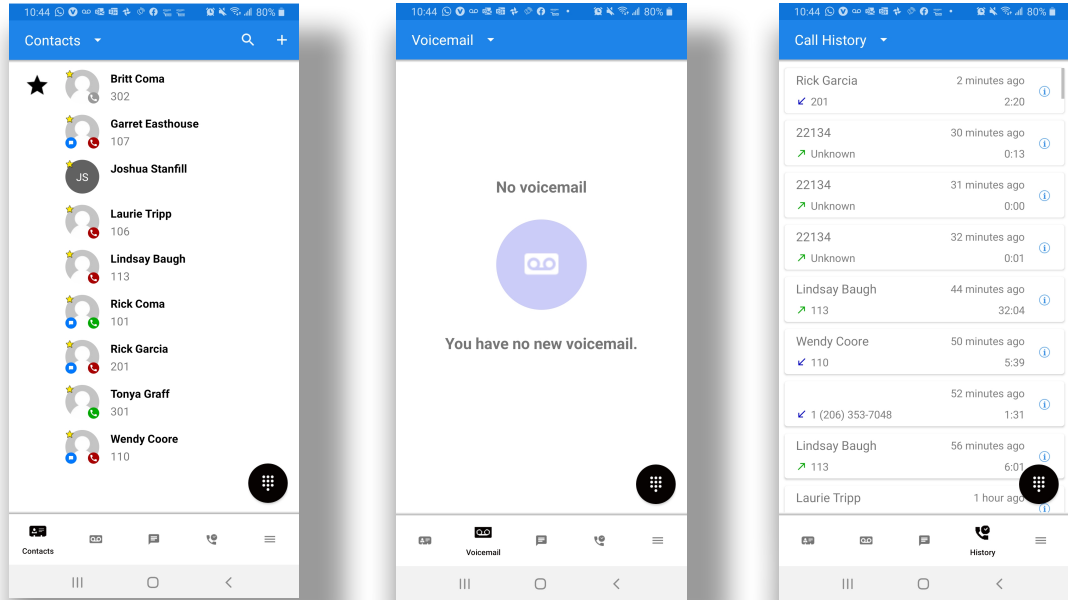 10:44 80%
Contacts
Britt Coma
302
Garret Easthouse
107
JS Joshua Stanfill
Laurie Tripp
106
Lindsay Baugh
113
Rick Coma
101
Rick Garcia
201
Tonya Graff
301
Wendy Coore
110
Contacts
10:44 80%
Voicemail
No voicemail
You have no new voicemail.
Voicemail
10:44 80%
Call History
Rick Garcia 2 minutes ago
201 2:20
22134 30 minutes ago
Unknown 0:13
22134 31 minutes ago
Unknown 0:00
22134 32 minutes ago
Unknown 0:01
Lindsay Baugh 44 minutes ago
113 32:04
Wendy Coore 50 minutes ago
110 5:39
52 minutes ago
1 (206) 353-7048 1:31
Lindsay Baugh 56 minutes ago
113 6:01
Laurie Tripp 1 hour ago
History